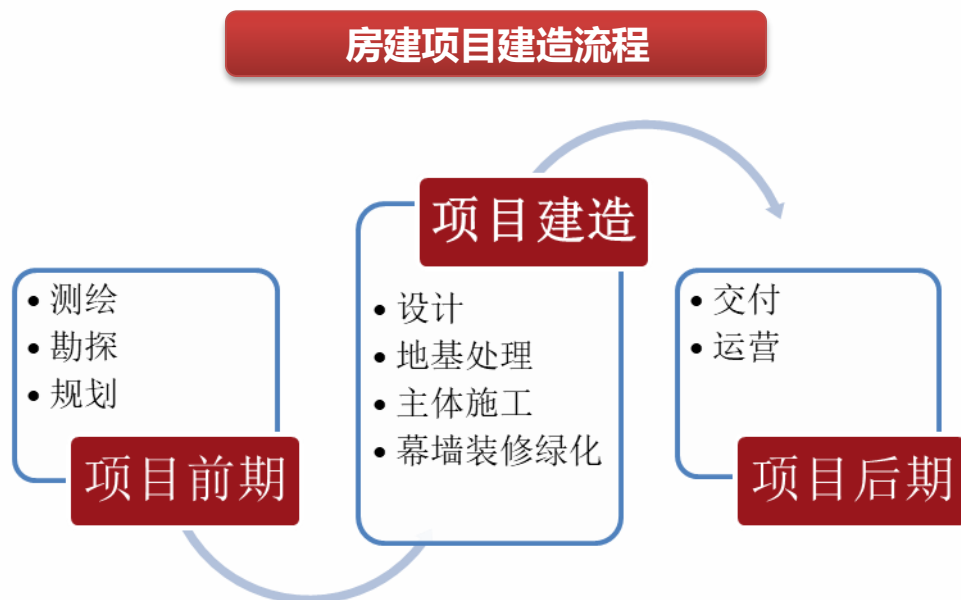 房建项目建造流程
• 测绘
• 勘探
• 规划
项目前期
项目建造
• 设计
• 地基处理
• 主体施工
• 幕墙装修绿化
• 交付
• 运营
项目后期